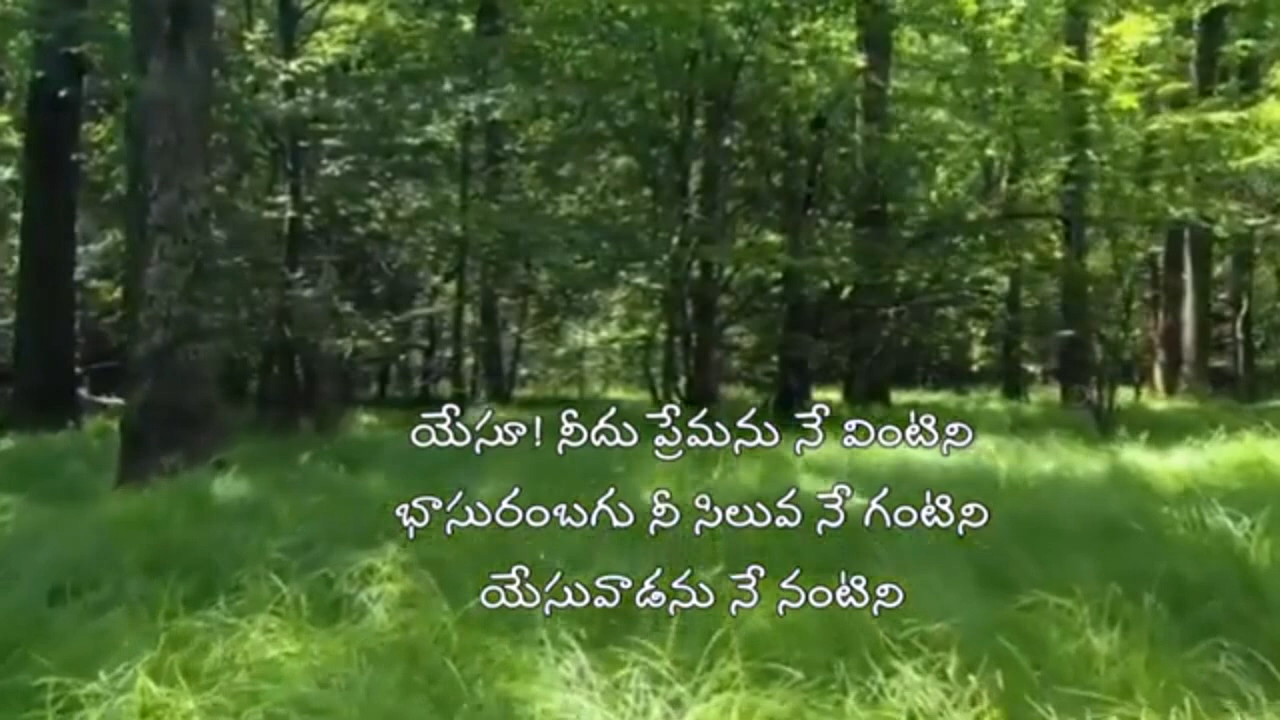 యేసూ! నీదు ప్రేమను నే వింటిని
భాసురంబగు నీ సిలువ నే గంటిని
యేసువాడను నే నంటిని